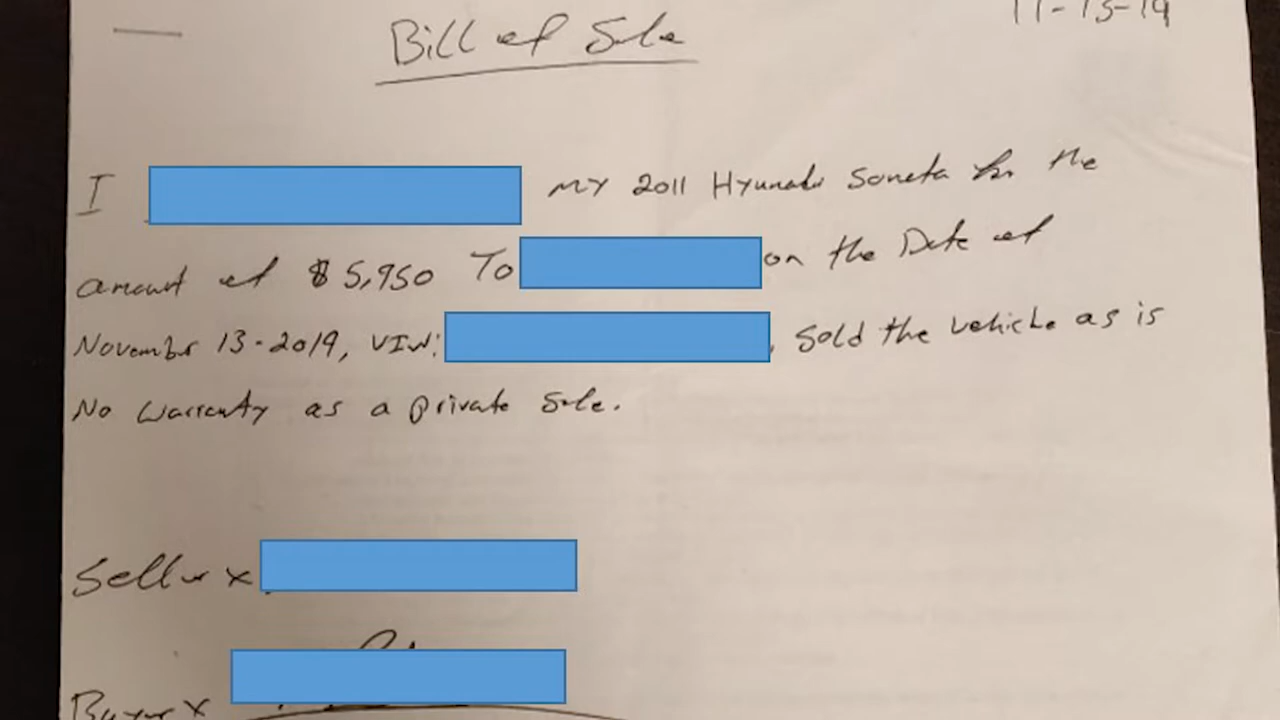 11-13-19
Bill of Sale
I my 2011 Hyundai Soneta for the
amount of $5,950 To on the Date of
November 13-2019, VIN: , Sold the vehicle as is
No Warranty as a private Sale.
Seller x
Buyer x